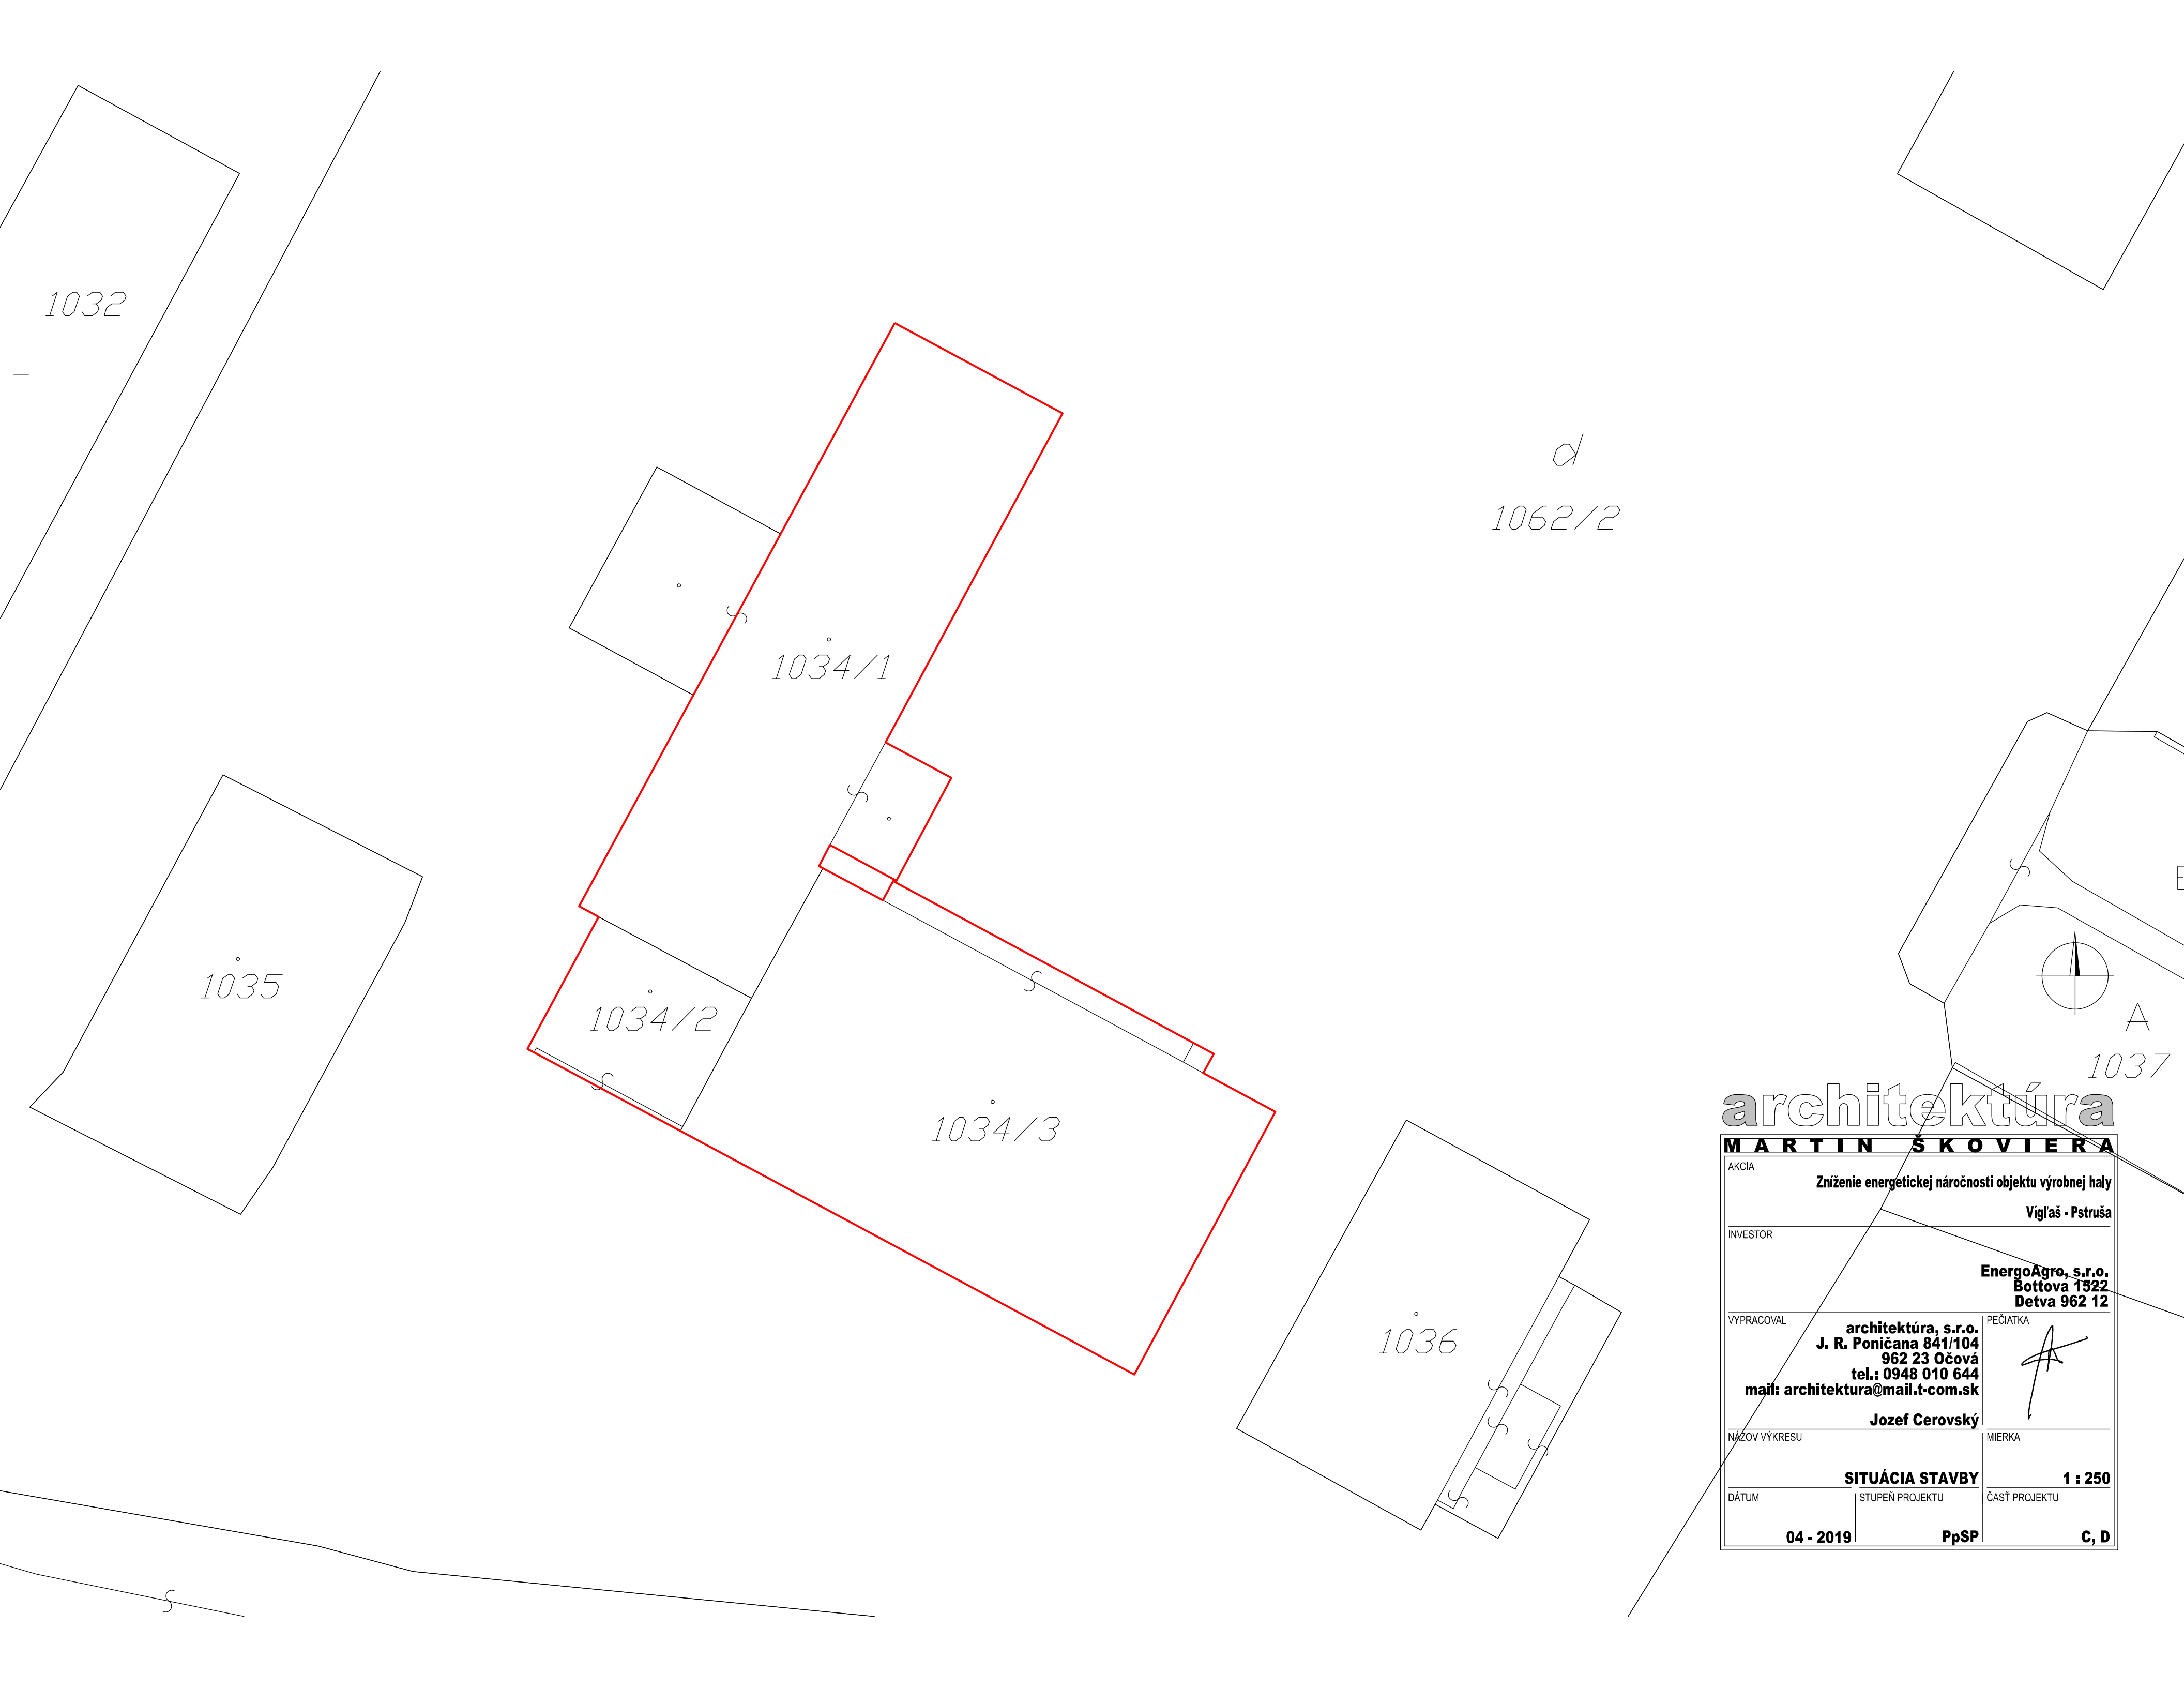 1032
d
1062/2
1034/1
1035
1034/2
1034/3
A
1037
1036
architektúra
MARTIN ŠKOVIERA
AKCIA
Zníženie energetickej náročnosti objektu výrobnej haly
Vígľaš - Pstruša
INVESTOR
EnergoAgro, s.r.o.
Bottova 1522
Detva 962 12
VYPRACOVAL
architektúra, s.r.o.
J. R. Poničana 841/104
962 23 Očová
tel.: 0948 010 644
mail: architektura@mail.t-com.sk
Jozef Cerovský
PEČIATKA
NÁZOV VÝKRESU
SITUÁCIA STAVBY
MIERKA
1 : 250
DÁTUM
04 - 2019
STUPEŇ PROJEKTU
PpSP
ČASŤ PROJEKTU
C, D